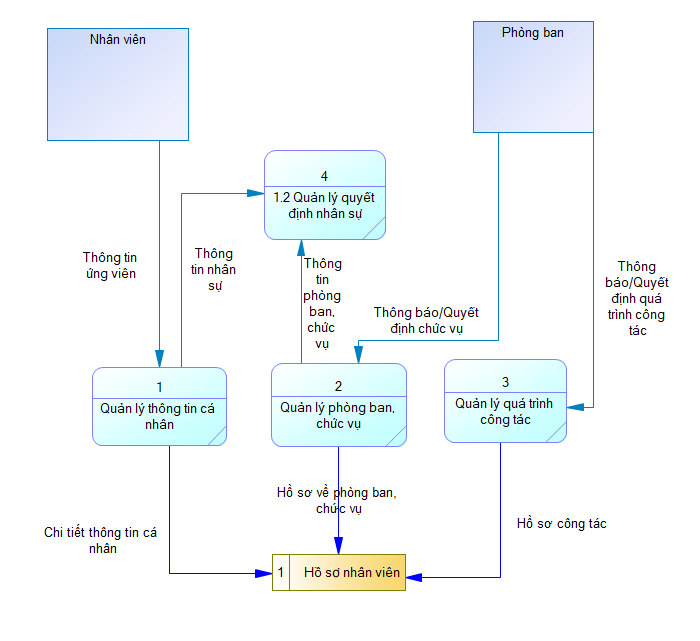 Nhân viên
Phòng ban
4
1.2 Quản lý quyết
định nhân sự
Thông tin
ứng viên
Thông
tin nhân
sự
Thông
tin
phòng
ban,
chức
vụ
Thông báo/Quyết
định chức vụ
Thông
báo/Quyết
định quá
trình công
tác
1
Quản lý thông tin cá
nhân
2
Quản lý phòng ban,
chức vụ
3
Quản lý quá trình
công tác
Chi tiết thông tin cá
nhân
Hồ sơ về phòng ban,
chức vụ
Hồ sơ công tác
1
Hồ sơ nhân viên